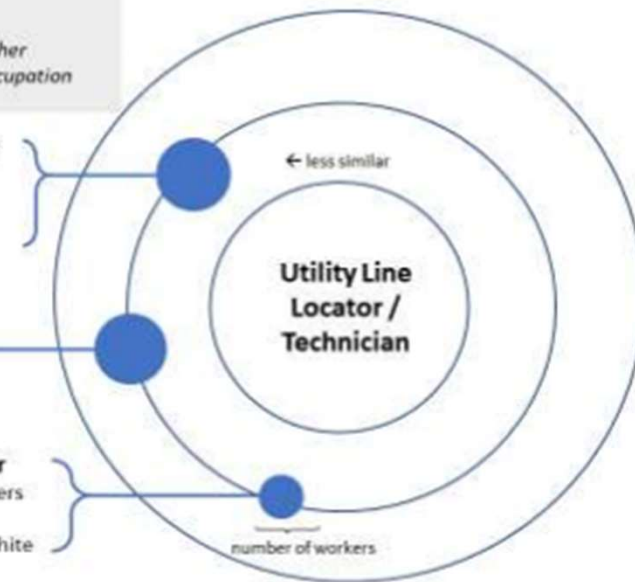 her
cupation
← less similar
Utility Line
Locator /
Technician
r
ers
hite
number of workers